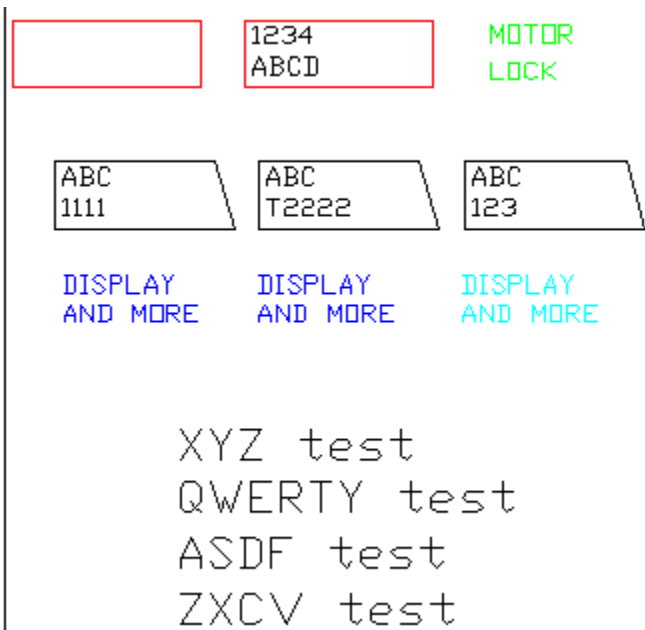 1234
ABCD
MOTOR
LOCK
ABC
1111
ABC
T2222
ABC
123
DISPLAY
AND MORE
DISPLAY
AND MORE
DISPLAY
AND MORE
XYZ test
QWERTY test
ASDF test
ZXCV test